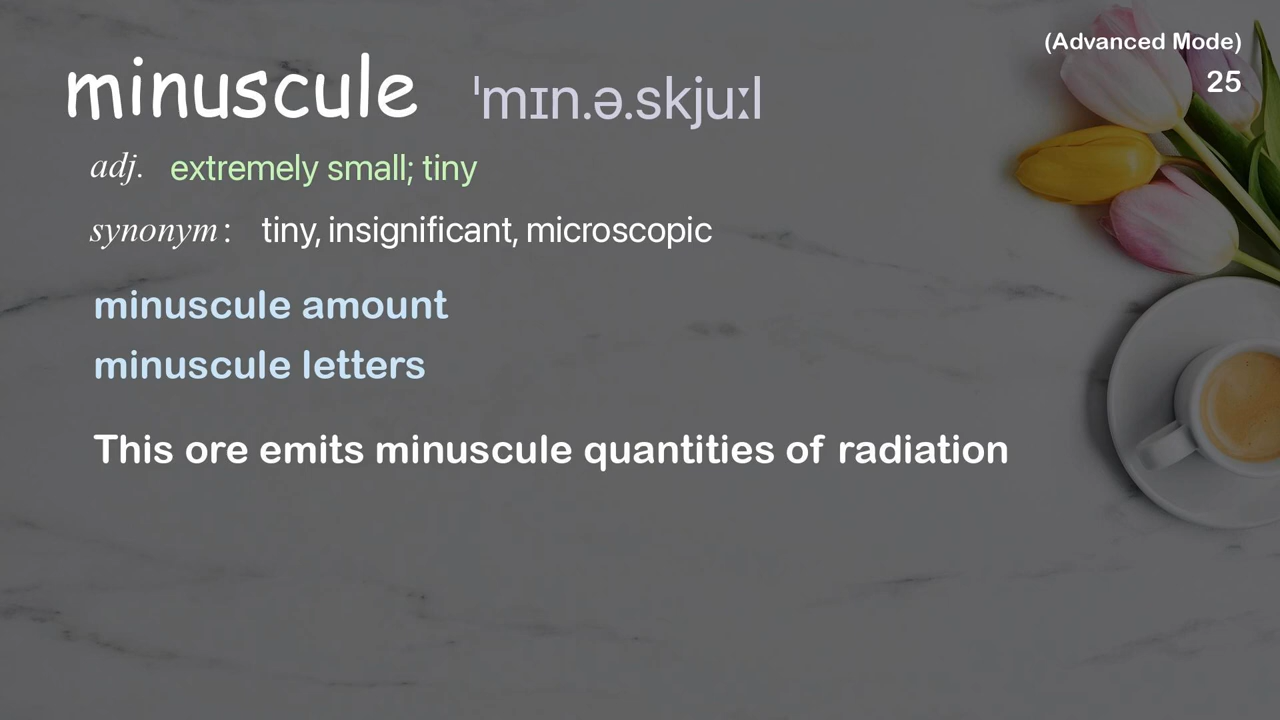 (Advanced Mode)
25
minuscule ˈmɪn.ə.skjuːl
adj. extremely small; tiny
synonym: tiny, insignificant, microscopic
minuscule amount
minuscule letters
This ore emits minuscule quantities of radiation